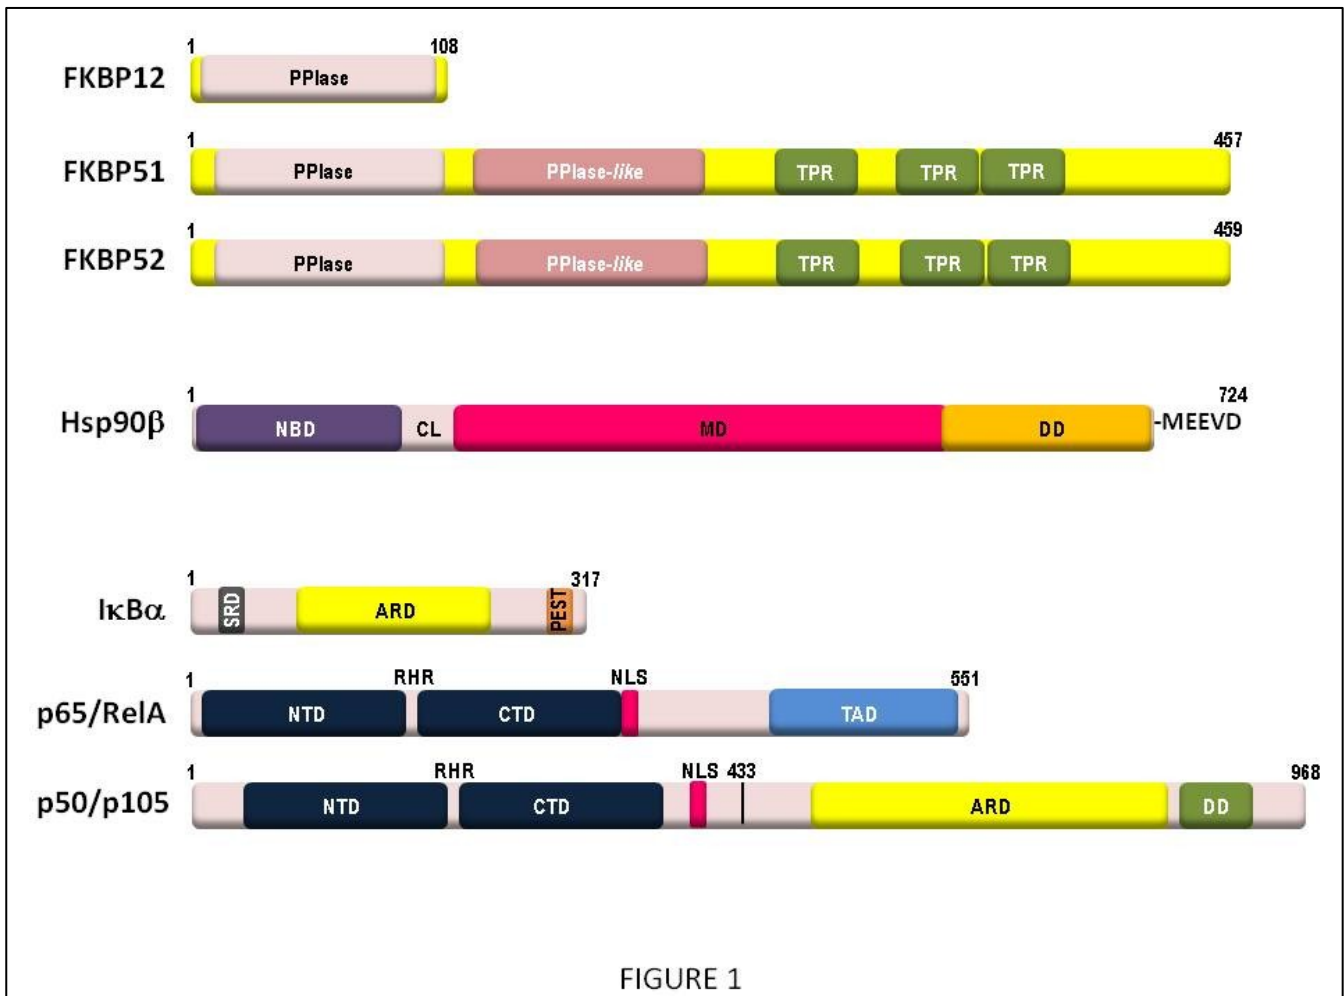 1 108
FKBP12 PPIase
1 457
FKBP51 PPIase PPIase-like TPR TPR TPR
1 459
FKBP52 PPIase PPIase-like TPR TPR TPR
1 724
Hsp90β NBD CL MD DD -MEEVD
1 317
IκBα SRD ARD PEST
1 RHR NLS 551
p65/RelA NTD CTD TAD
1 RHR NLS 433 968
p50/p105 NTD CTD ARD DD
FIGURE 1